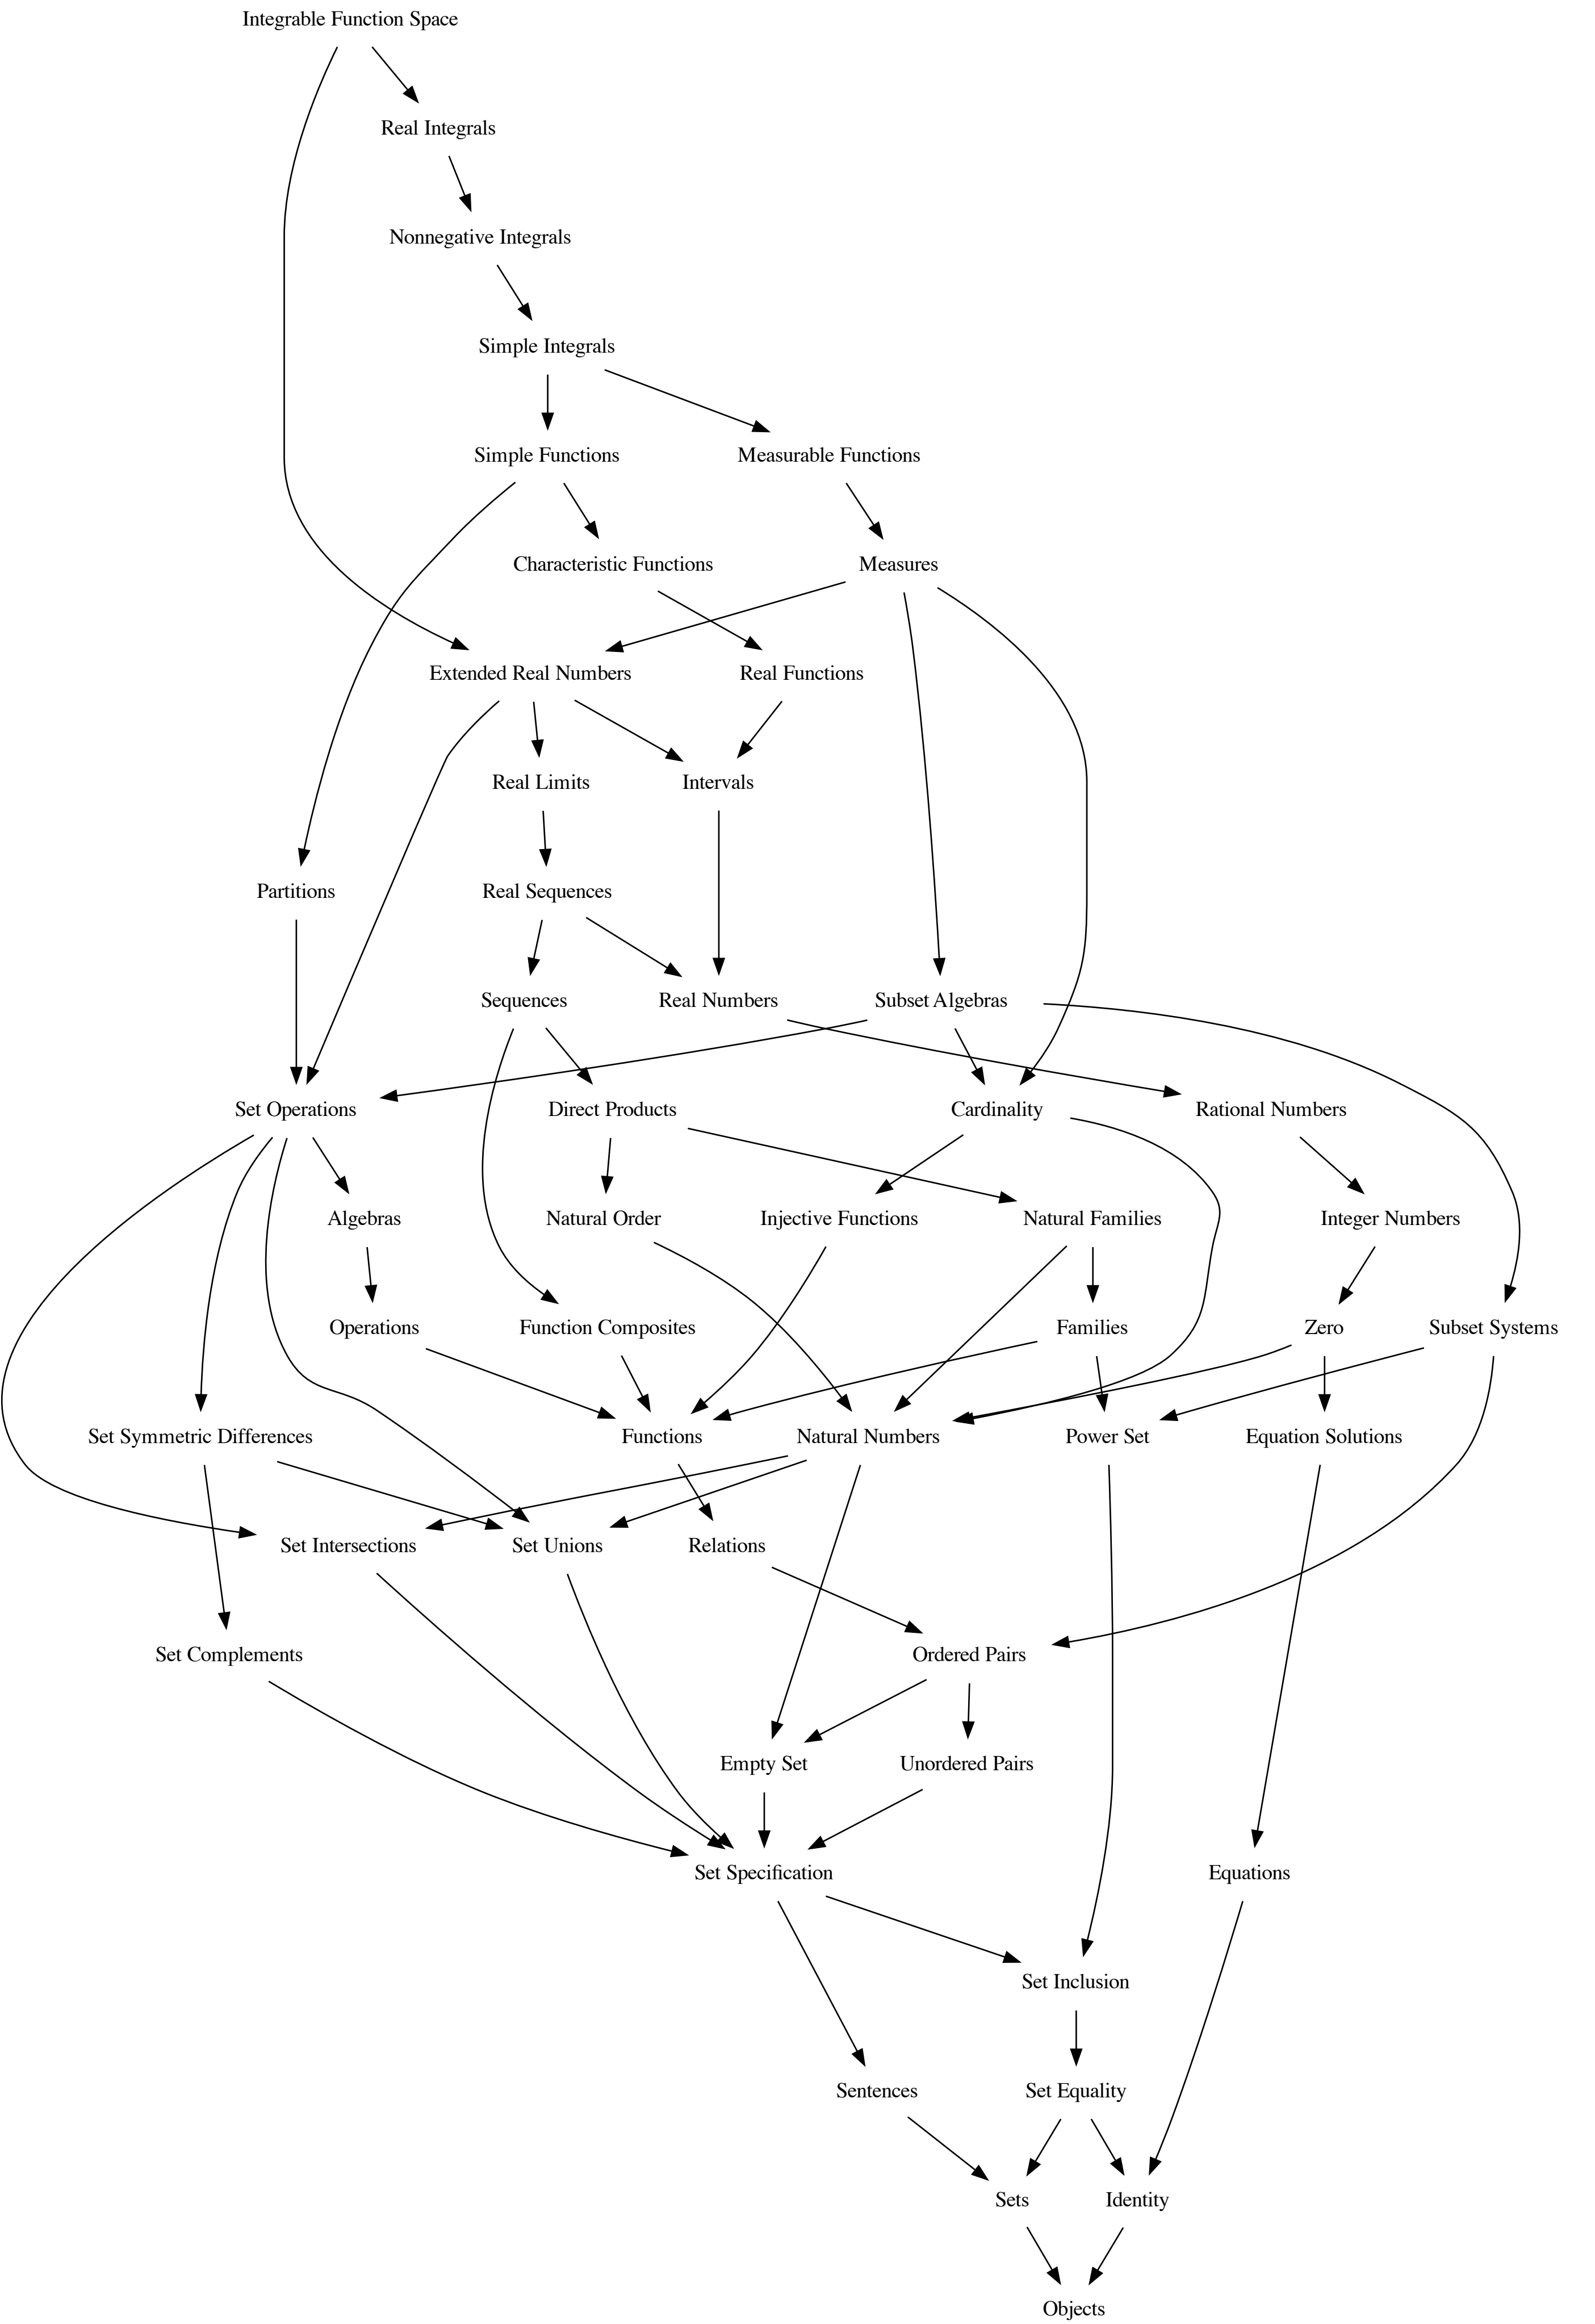 Integrable Function Space
Real Integrals
Nonnegative Integrals
Simple Integrals
Simple Functions
Measurable Functions
Characteristic Functions
Measures
Extended Real Numbers
Real Functions
Real Limits
Intervals
Partitions
Real Sequences
Sequences
Real Numbers
Subset Algebras
Set Operations
Direct Products
Cardinality
Rational Numbers
Algebras
Natural Order
Injective Functions
Natural Families
Integer Numbers
Operations
Function Composites
Families
Zero
Subset Systems
Set Symmetric Differences
Functions
Natural Numbers
Power Set
Equation Solutions
Set Intersections
Set Unions
Relations
Set Complements
Ordered Pairs
Empty Set
Unordered Pairs
Set Specification
Equations
Set Inclusion
Sentences
Set Equality
Sets
Identity
Objects